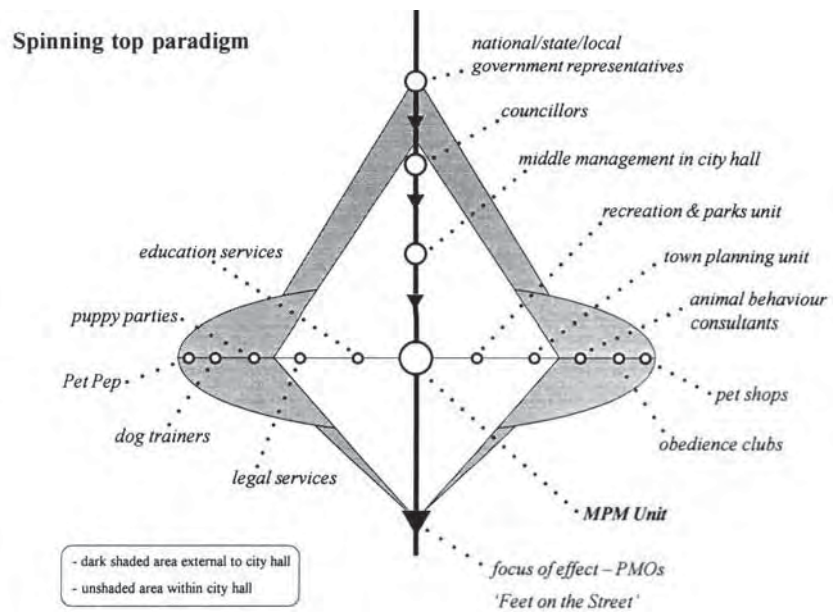 Spinning top paradigm
national/state/local
government representatives
councillors
middle management in city hall
recreation & parks unit
education services
town planning unit
animal behaviour
consultants
puppy parties
Pet Pep
pet shops
dog trainers
obedience clubs
legal services
MPM Unit
- dark shaded area external to city hall
- unshaded area within city hall
focus of effect – PMOs
'Feet on the Street'